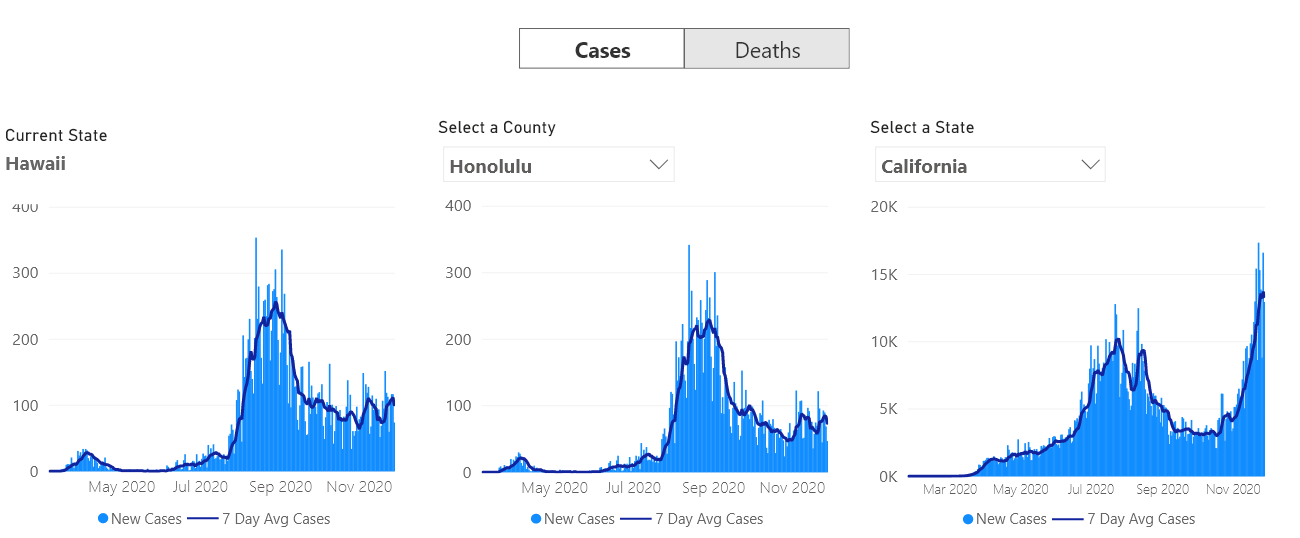 Cases Deaths
Current State
Hawaii
400
300
200
100
0
May 2020 Jul 2020 Sep 2020 Nov 2020
New Cases 7 Day Avg Cases
Select a County
Honolulu
400
300
200
100
0
May 2020 Jul 2020 Sep 2020 Nov 2020
New Cases 7 Day Avg Cases
Select a State
California
20K
15K
10K
5K
0K
Mar 2020 May 2020 Jul 2020 Sep 2020 Nov 2020
New Cases 7 Day Avg Cases